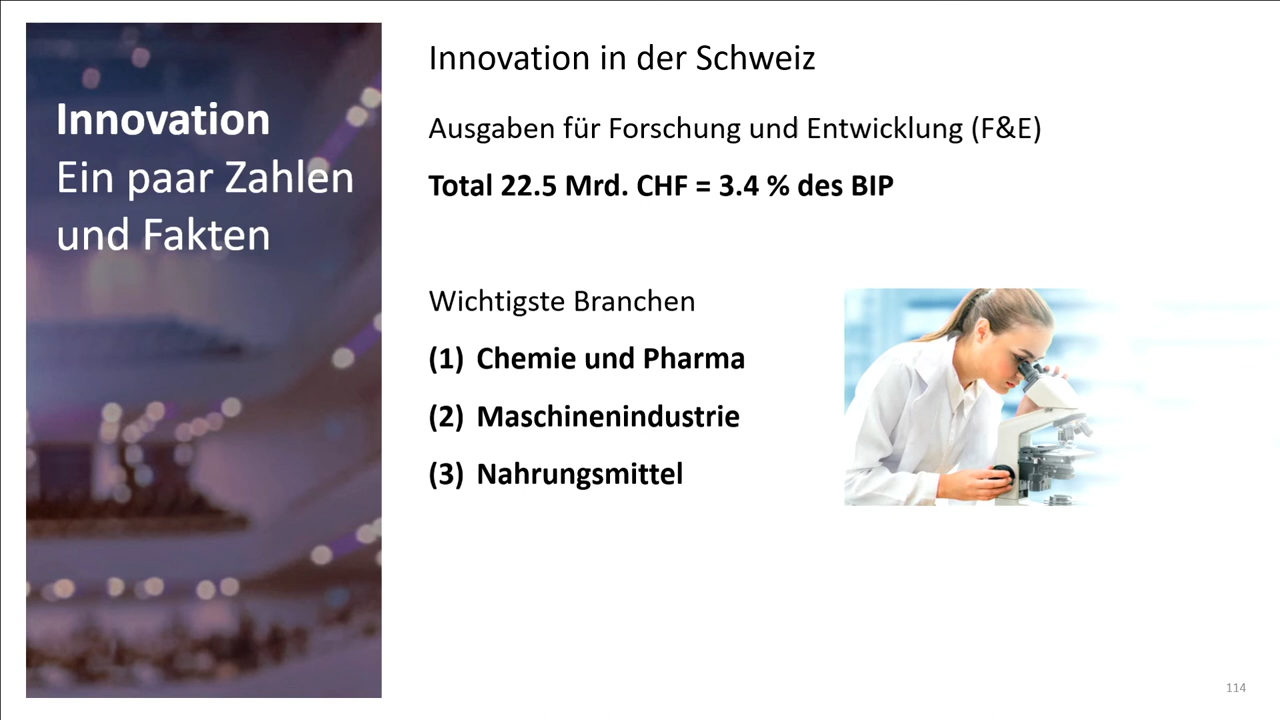 Innovation
Ein paar Zahlen
und Fakten
Innovation in der Schweiz
Ausgaben für Forschung und Entwicklung (F&E)
Total 22.5 Mrd. CHF = 3.4 % des BIP
Wichtigste Branchen
(1) Chemie und Pharma
(2) Maschinenindustrie
(3) Nahrungsmittel
114